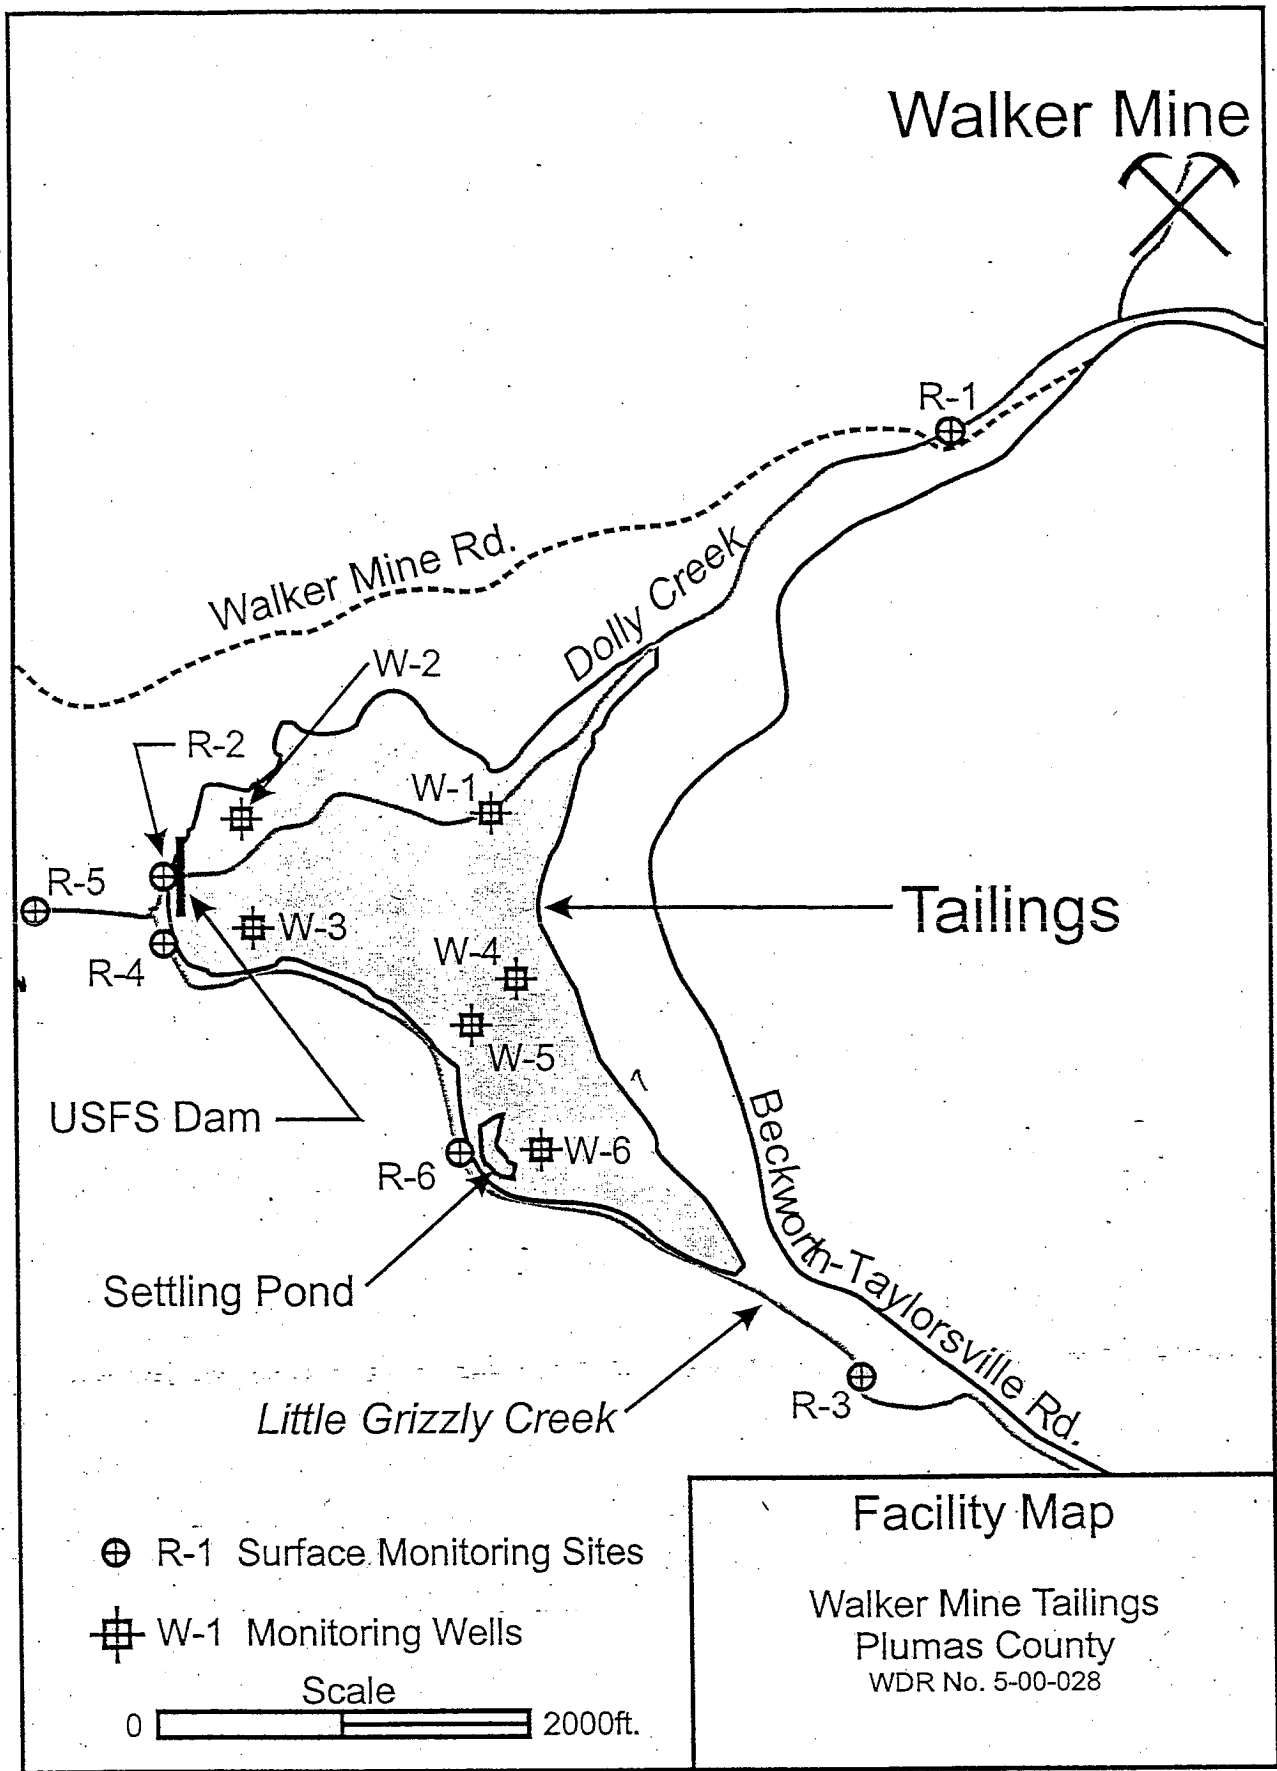 Walker Mine
R-1
Walker Mine Rd.
Dolly Creek
W-2
R-2
W-1
R-5
W-3
Tailings
W-4
R-4
W-5
USFS Dam
W-6
R-6
Beckworth-Taylorsville Rd.
Settling Pond
R-3
Little Grizzly Creek
Facility Map
R-1 Surface Monitoring Sites
Walker Mine Tailings
W-1 Monitoring Wells
Plumas County
WDR No. 5-00-028
Scale
0 2000ft.